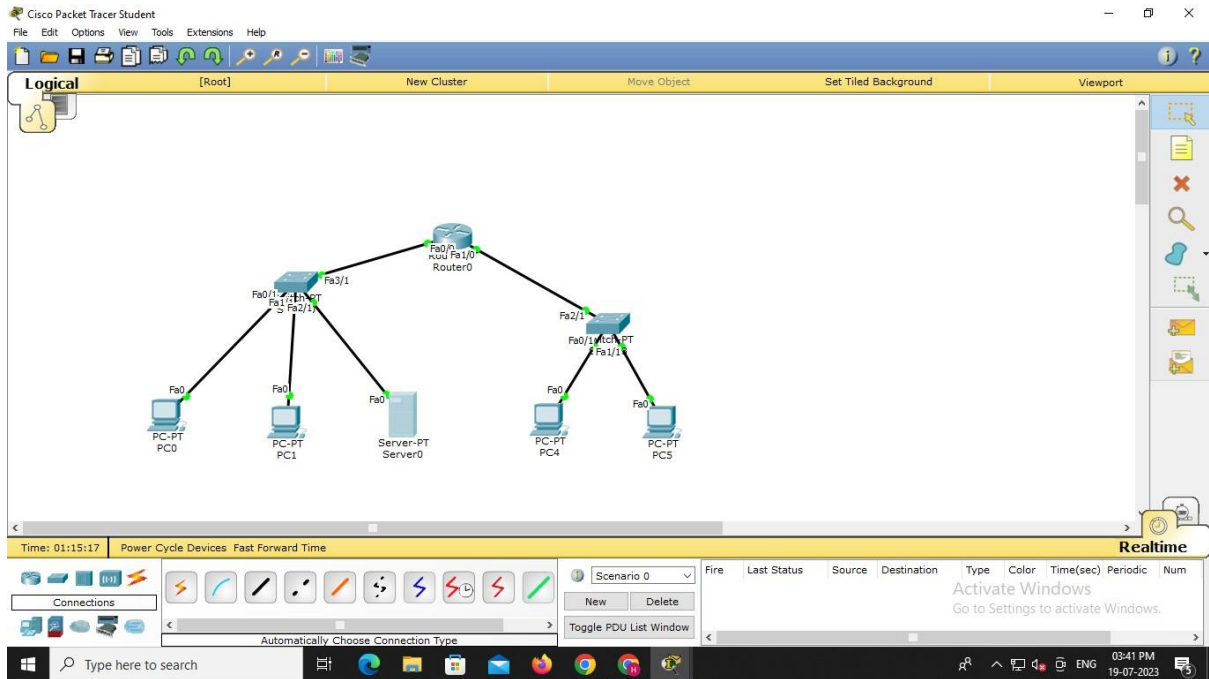 Cisco Packet Tracer Student
File Edit Options View Tools Extensions Help
Logical [Root] New Cluster Move Object Set Tiled Background Viewport
Fa0/0
Fa1/0
Router0
Fa3/1
Fa0/1
Fa2/1
Fa2/1
Fa0/1
Fa1/1
Fa0
Fa0
Fa0
Fa0
Fa0
PC-PT
PC0
PC-PT
PC1
Server-PT
Server0
PC-PT
PC4
PC-PT
PC5
Time: 01:15:17 Power Cycle Devices Fast Forward Time Realtime
Connections
Automatically Choose Connection Type
Scenario 0
New Delete
Toggle PDU List Window
Fire Last Status Source Destination Type Color Time(sec) Periodic Num
Activate Windows
Go to Settings to activate Windows.
Type here to search
ENG
03:41 PM
19-07-2023
5